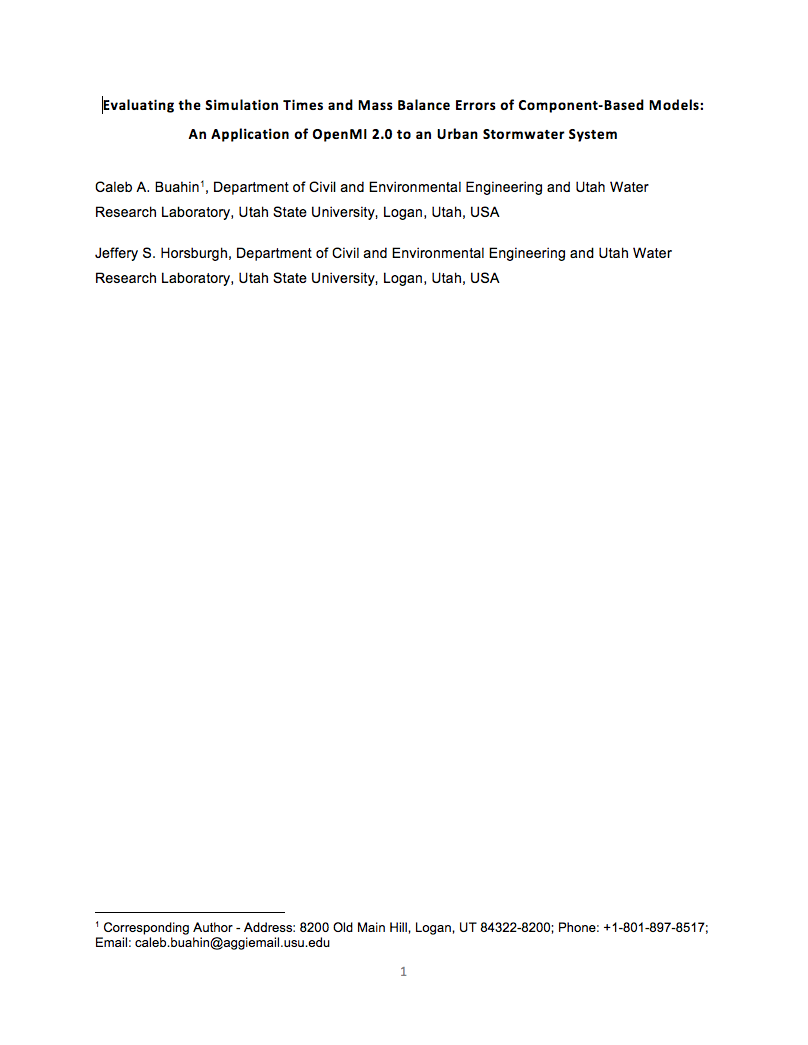 Evaluating the Simulation Times and Mass Balance Errors of Component-Based Models:
An Application of OpenMI 2.0 to an Urban Stormwater System
Caleb A. Buahin¹, Department of Civil and Environmental Engineering and Utah Water
Research Laboratory, Utah State University, Logan, Utah, USA
Jeffery S. Horsburgh, Department of Civil and Environmental Engineering and Utah Water
Research Laboratory, Utah State University, Logan, Utah, USA
¹ Corresponding Author - Address: 8200 Old Main Hill, Logan, UT 84322-8200; Phone: +1-801-897-8517;
Email: caleb.buahin@aggiemail.usu.edu
1